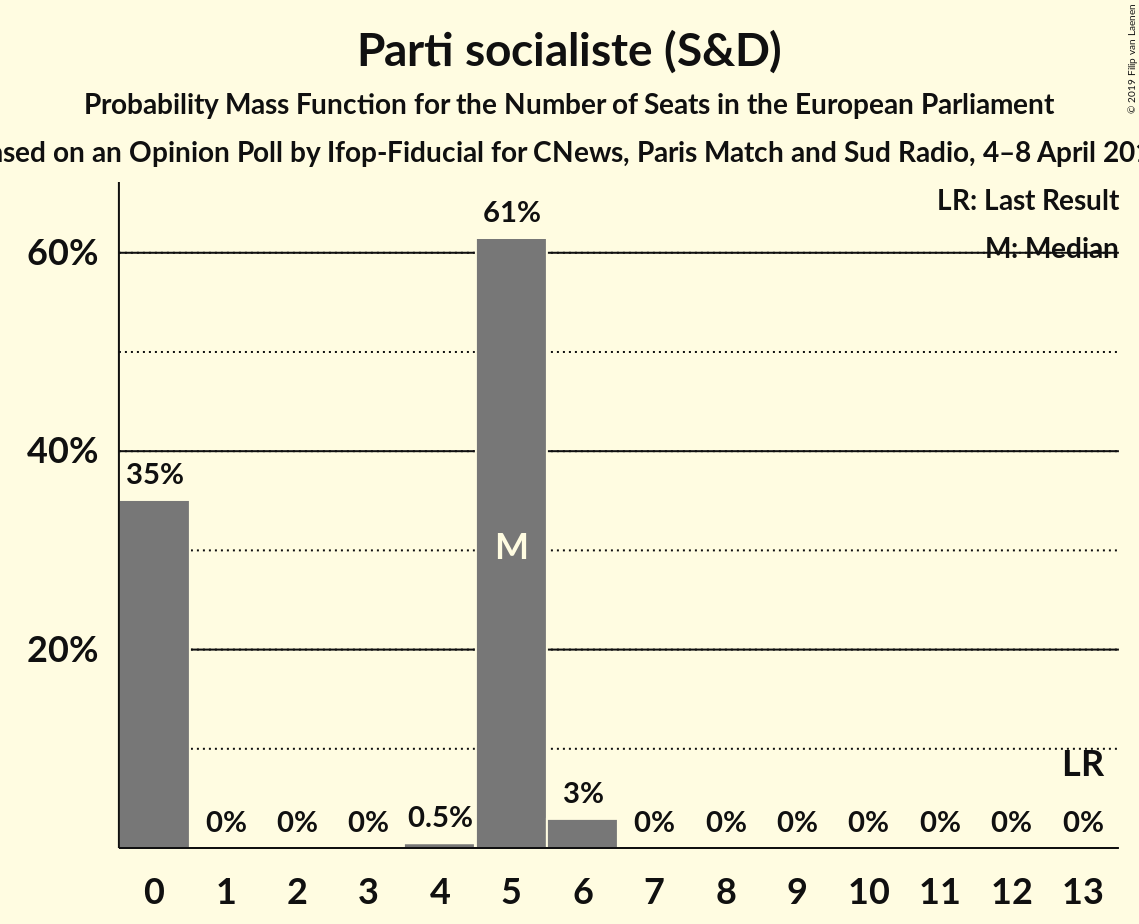 Parti socialiste (S&D)
Probability Mass Function for the Number of Seats in the European Parliament
on an Opinion Poll by Ifop-Fiducial for CNews, Paris Match and Sud Radio, 4–8 April
© 2019 Filip van Laenen
LR: Last Result
M: Median
61%
60%
40%
35%
M
20%
LR
3%
0% 0% 0% 0.5% 0% 0% 0% 0% 0% 0% 0%
0 1 2 3 4 5 6 7 8 9 10 11 12 13